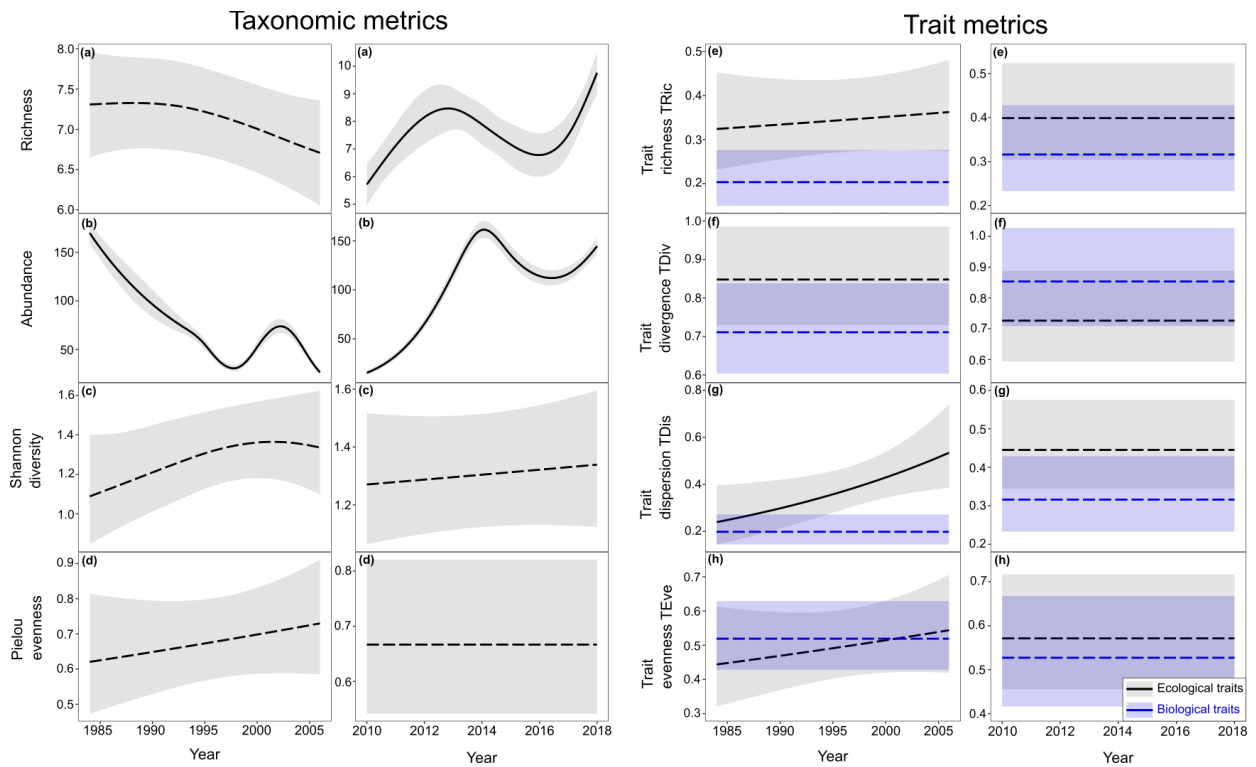 Taxonomic metrics
Trait metrics
(a)
8.0
7.5
7.0
6.5
6.0
Richness
(a)
10
9
8
7
6
5
(b)
150
100
50
Abundance
(b)
150
100
50
(c)
1.6
1.4
1.2
1.0
Shannon
diversity
(c)
1.6
1.4
1.2
(d)
0.9
0.8
0.7
0.6
0.5
Pielou
evenness
(d)
0.8
0.7
0.6
1985
1990
1995
2000
2005
Year
2010
2012
2014
2016
2018
Year
(e)
0.5
0.4
0.3
0.2
Trait
richness TRic
(e)
0.5
0.4
0.3
0.2
(f)
1.0
0.9
0.8
0.7
0.6
Trait
divergence TDiv
(f)
1.0
0.9
0.8
0.7
0.6
(g)
0.8
0.6
0.4
0.2
Trait
dispersion TDis
(g)
0.6
0.5
0.4
0.3
0.2
(h)
0.7
0.6
0.5
0.4
0.3
Trait
evenness TEve
(h)
0.7
0.6
0.5
0.4
Ecological traits
Biological traits
1985
1990
1995
2000
2005
Year
2010
2012
2014
2016
2018
Year